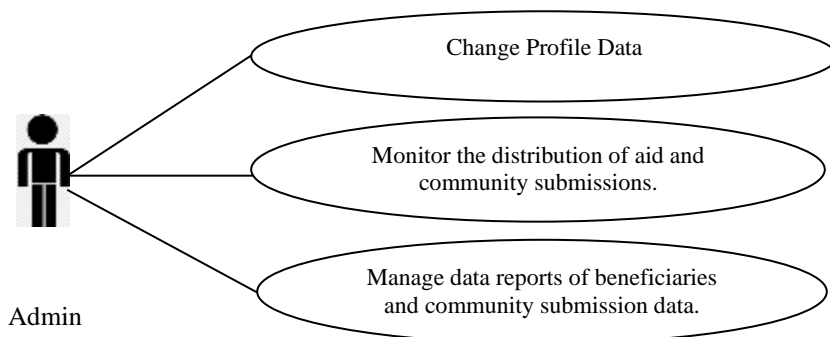 Change Profile Data
Monitor the distribution of aid and
community submissions.
Manage data reports of beneficiaries
and community submission data.
Admin